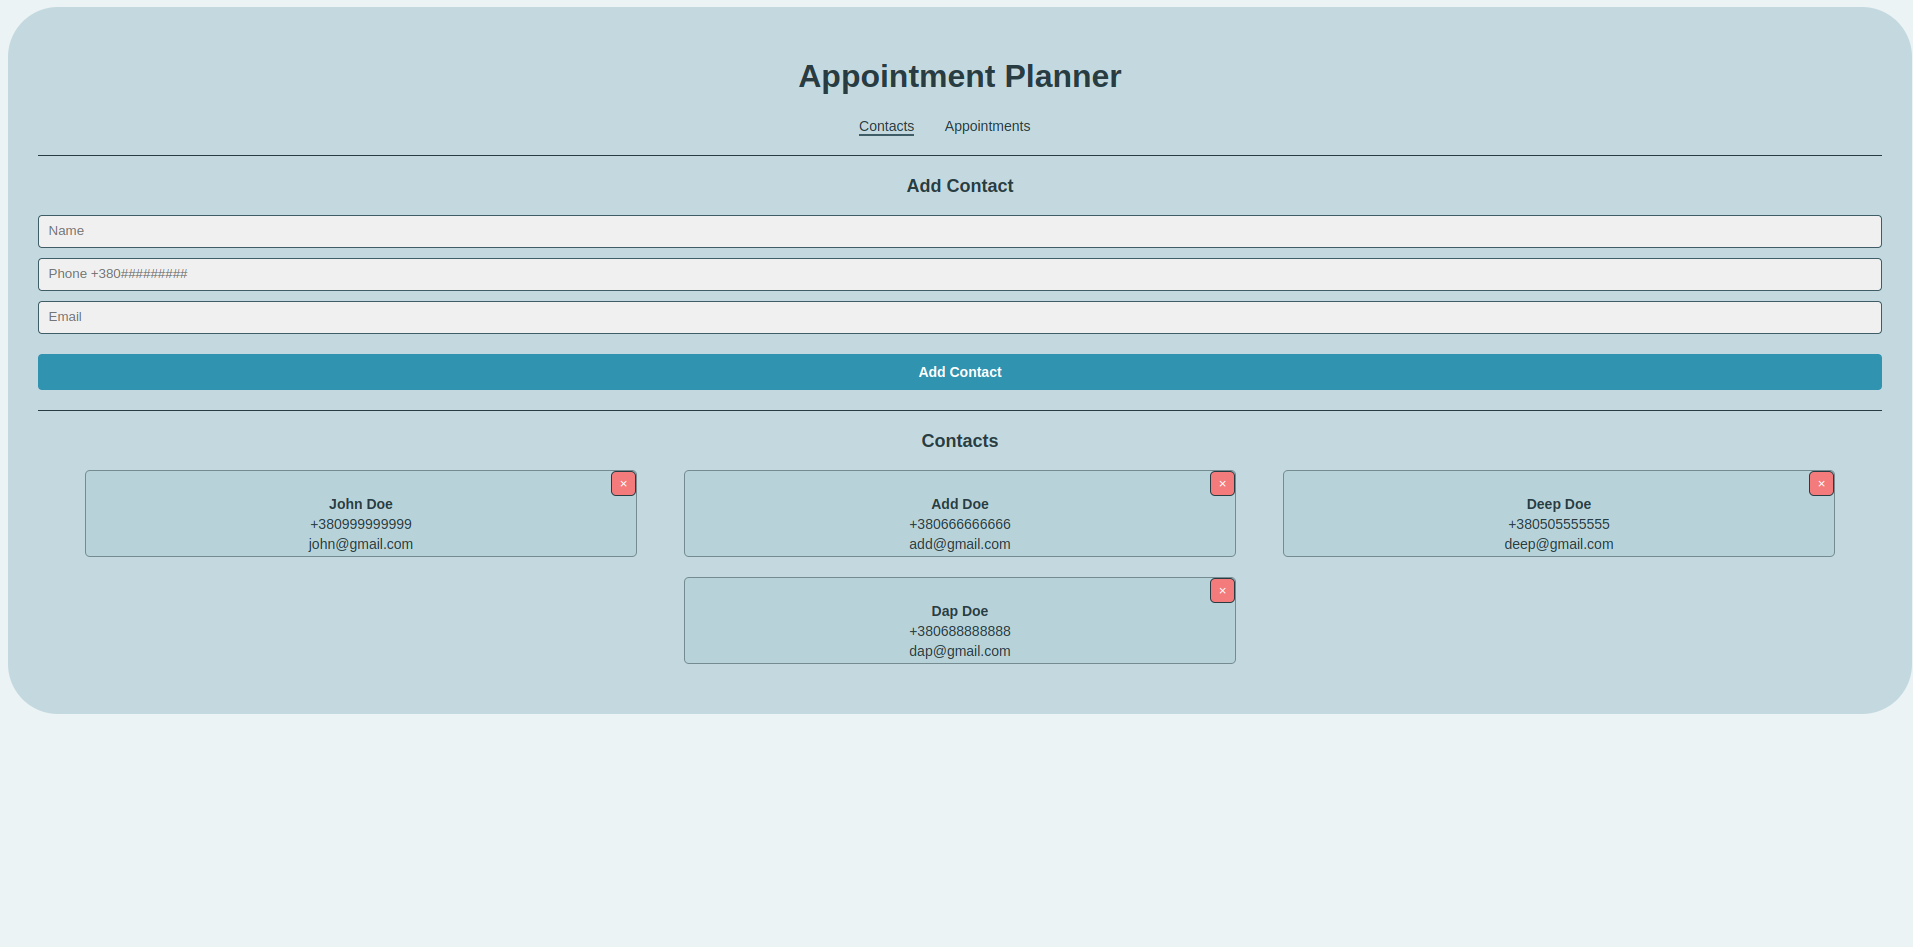 Appointment Planner
Contacts Appointments
Add Contact
Name
Phone +380#########
Email
Add Contact
Contacts
×
John Doe
+380999999999
john@gmail.com
×
Add Doe
+380666666666
add@gmail.com
×
Deep Doe
+380505555555
deep@gmail.com
×
Dap Doe
+380688888888
dap@gmail.com